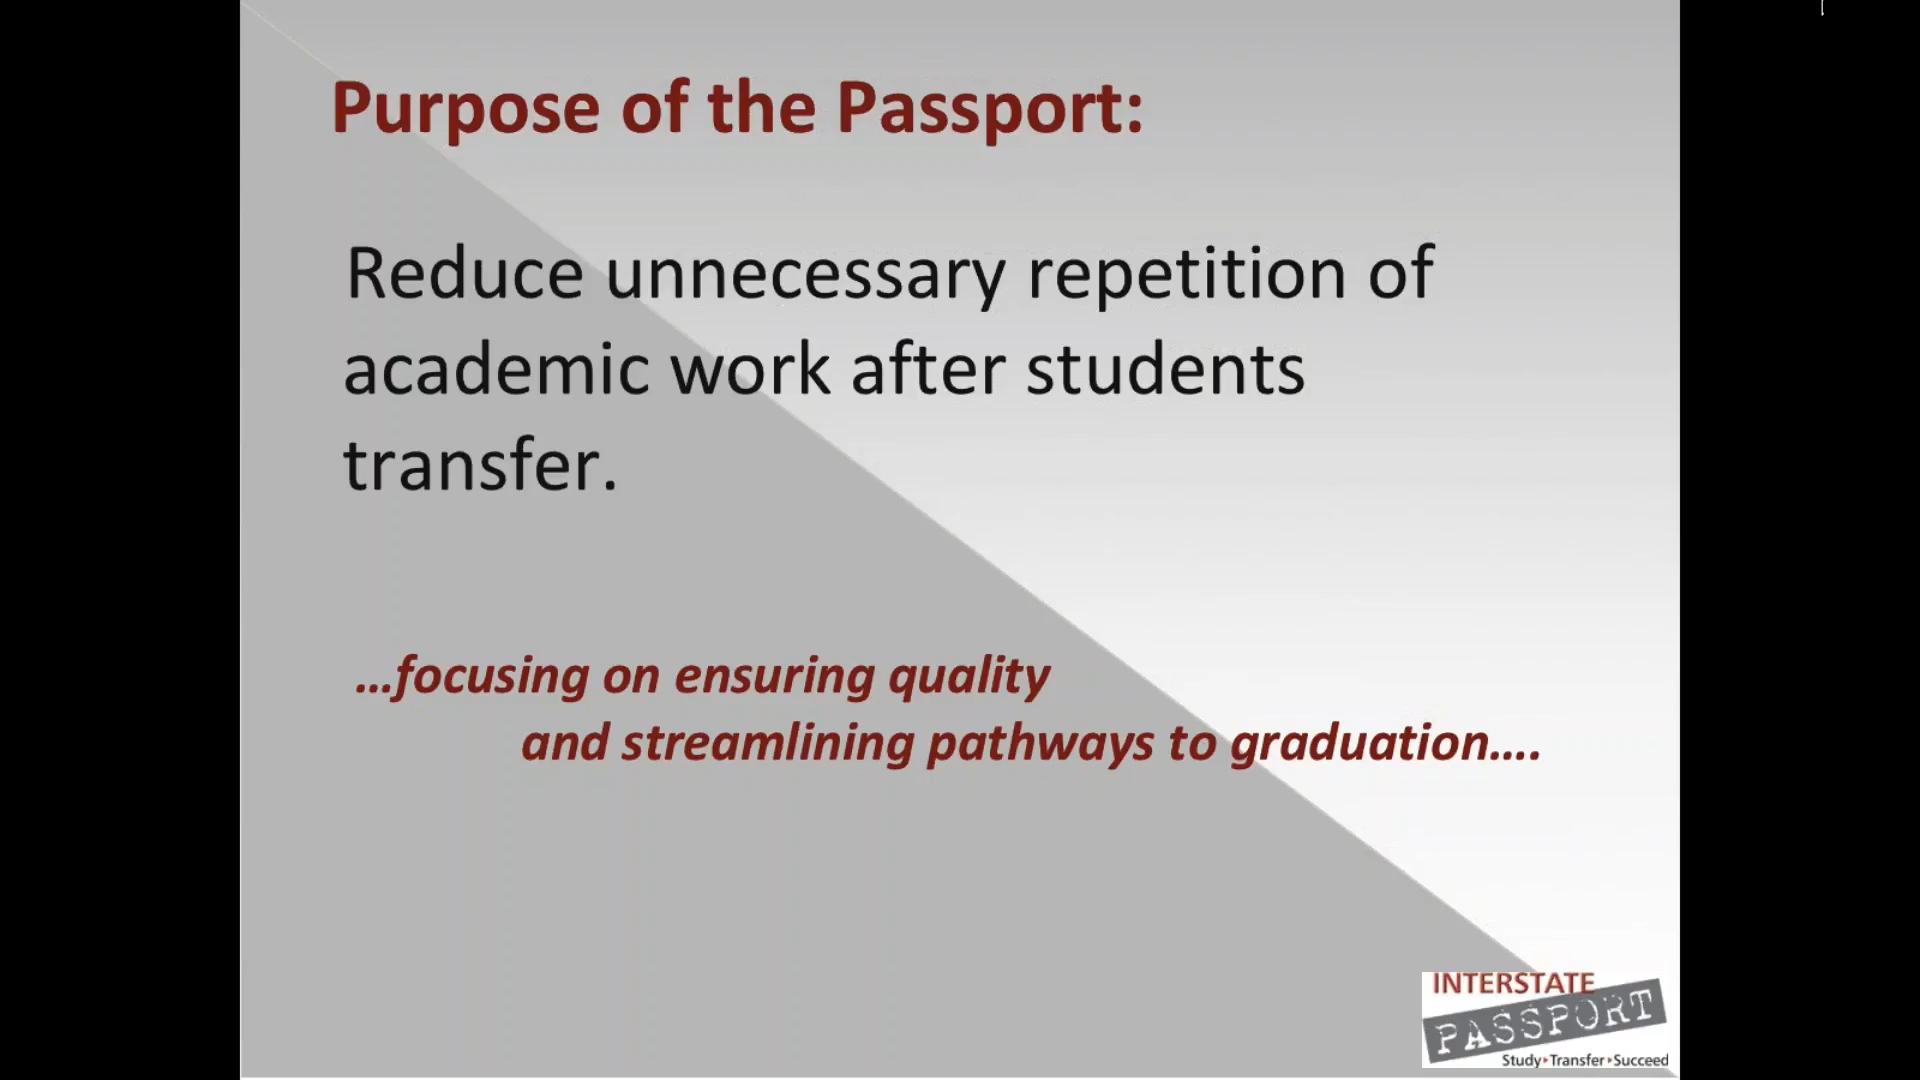 Purpose of the Passport:
Reduce unnecessary repetition of
academic work after students
transfer.
...focusing on ensuring quality
and streamlining pathways to graduation....
INTERSTATE
PASSPORT
Study‣Transfer‣Succeed